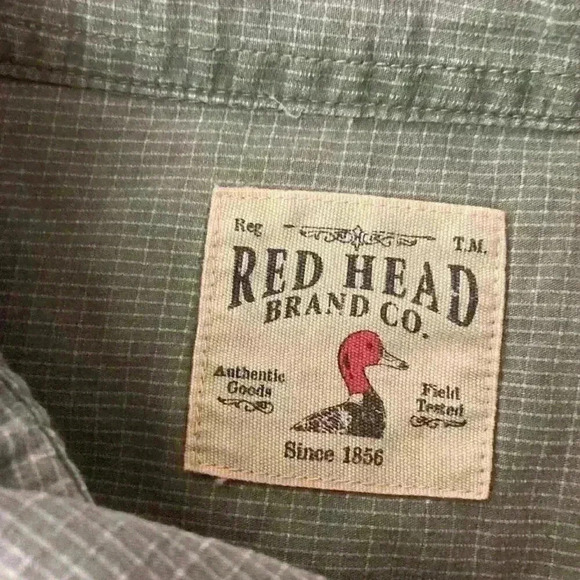 Reg T.M.
RED HEAD
BRAND CO.
Authentic Goods
Field Tested
Since 1856